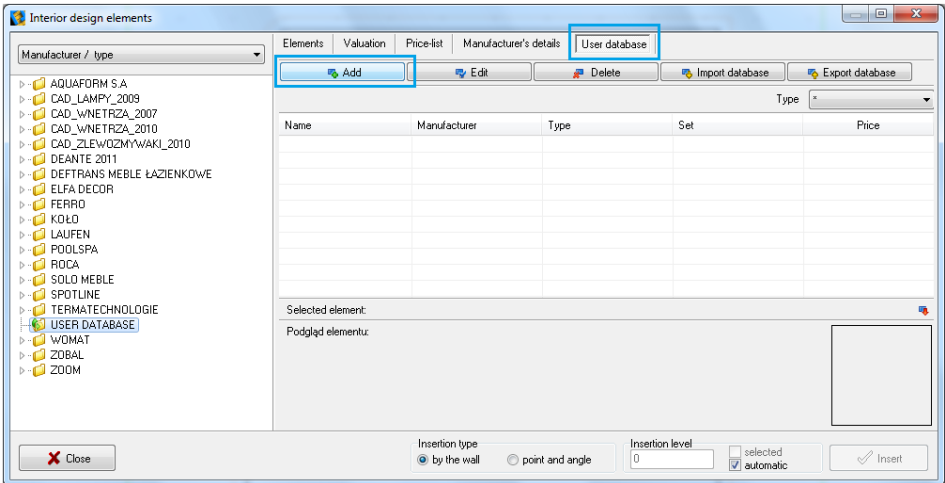 Interior design elements
Manufacturer / type
AQUAFORM S.A
CAD_LAMPY_2009
CAD_WNETRZA_2007
CAD_WNETRZA_2010
CAD_ZLEWOZMYWAKI_2010
DEANTE 2011
DEFTRANS MEBLE ŁAZIENKOWE
ELFA DECOR
FERRO
KOŁO
LAUFEN
POOLSPA
ROCA
SOLO MEBLE
SPOTLINE
TERMATECHNOLOGIE
USER DATABASE
WOMAT
ZOBAL
ZOOM
Elements Valuation Price-list Manufacturer's details User database
Add Edit Delete Import database Export database
Type *
Name Manufacturer Type Set Price
Selected element:
Podgląd elementu:
Close
Insertion type
by the wall point and angle
Insertion level
0
selected
automatic
Insert